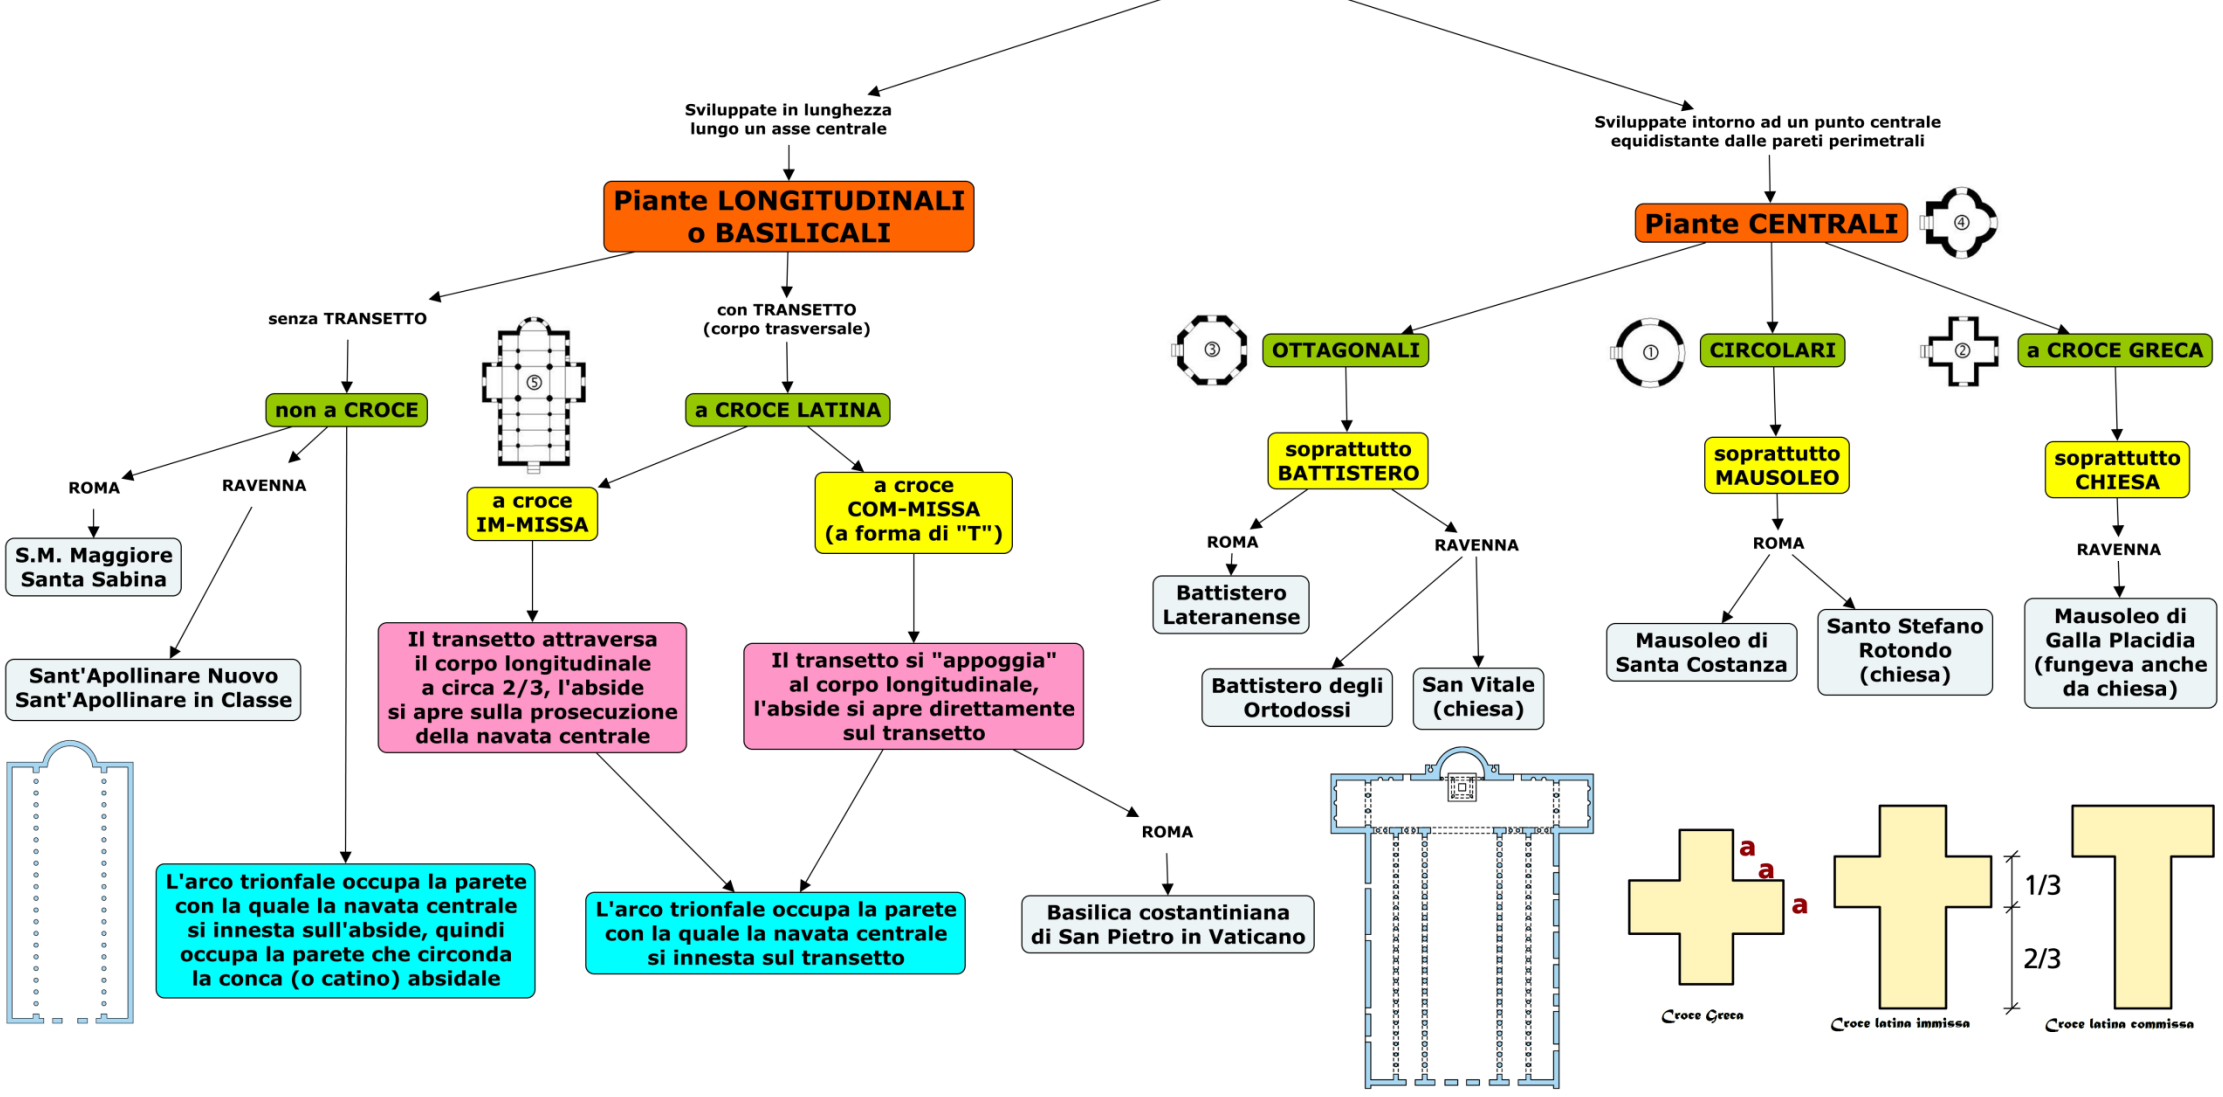 Sviluppate in lunghezza
lungo un asse centrale
Sviluppate intorno ad un punto centrale
equidistante dalle pareti perimetrali
Piante LONGITUDINALI
o BASILICALI
Piante CENTRALI
④
senza TRANSETTO
con TRANSETTO
(corpo trasversale)
③
OTTAGONALI
①
CIRCOLARI
②
a CROCE GRECA
⑤
non a CROCE
a CROCE LATINA
soprattutto
BATTISTERO
soprattutto
MAUSOLEO
soprattutto
CHIESA
ROMA
RAVENNA
a croce
IM-MISSA
a croce
COM-MISSA
(a forma di "T")
ROMA
RAVENNA
ROMA
RAVENNA
S.M. Maggiore
Santa Sabina
Battistero
Lateranense
Mausoleo di
Santa Costanza
Santo Stefano
Rotondo
(chiesa)
Mausoleo di
Galla Placidia
(fungeva anche
da chiesa)
Sant'Apollinare Nuovo
Sant'Apollinare in Classe
Il transetto attraversa
il corpo longitudinale
a circa 2/3, l'abside
si apre sulla prosecuzione
della navata centrale
Il transetto si "appoggia"
al corpo longitudinale,
l'abside si apre direttamente
sul transetto
Battistero degli
Ortodossi
San Vitale
(chiesa)
ROMA
L'arco trionfale occupa la parete
con la quale la navata centrale
si innesta sull'abside, quindi
occupa la parete che circonda
la conca (o catino) absidale
L'arco trionfale occupa la parete
con la quale la navata centrale
si innesta sul transetto
Basilica costantiniana
di San Pietro in Vaticano
a
a
a
1/3
2/3
Croce Greca
Croce latina immissa
Croce latina commissa